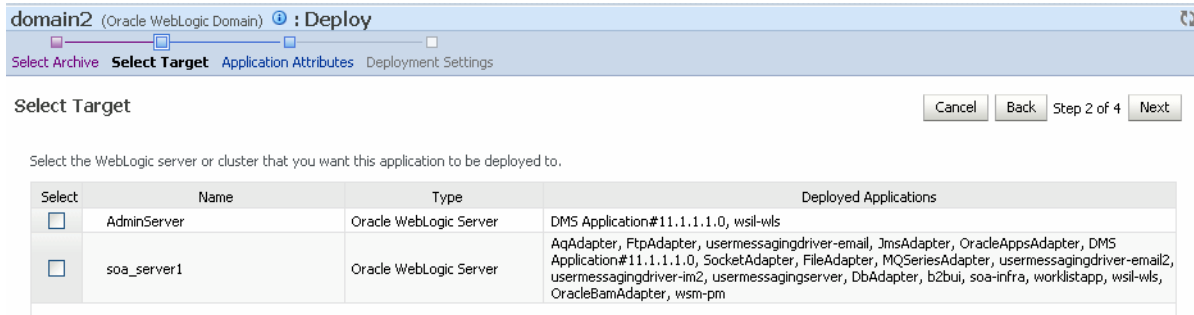 domain2 (Oracle WebLogic Domain) : Deploy
Select Archive Select Target Application Attributes Deployment Settings
Select Target
Cancel Back Step 2 of 4 Next
Select the WebLogic server or cluster that you want this application to be deployed to.
Select Name Type Deployed Applications
AdminServer Oracle WebLogic Server DMS Application#11.1.1.1.0, wsil-wls
AqAdapter, FtpAdapter, usermessagingdriver-email, JmsAdapter, OracleAppsAdapter, DMS
soa_server1 Oracle WebLogic Server Application#11.1.1.1.0, SocketAdapter, FileAdapter, MQSeriesAdapter, usermessagingdriver-email2,
usermessagingdriver-im2, usermessagingserver, DbAdapter, b2bui, soa-infra, worklistapp, wsil-wls,
OracleBamAdapter, wsm-pm